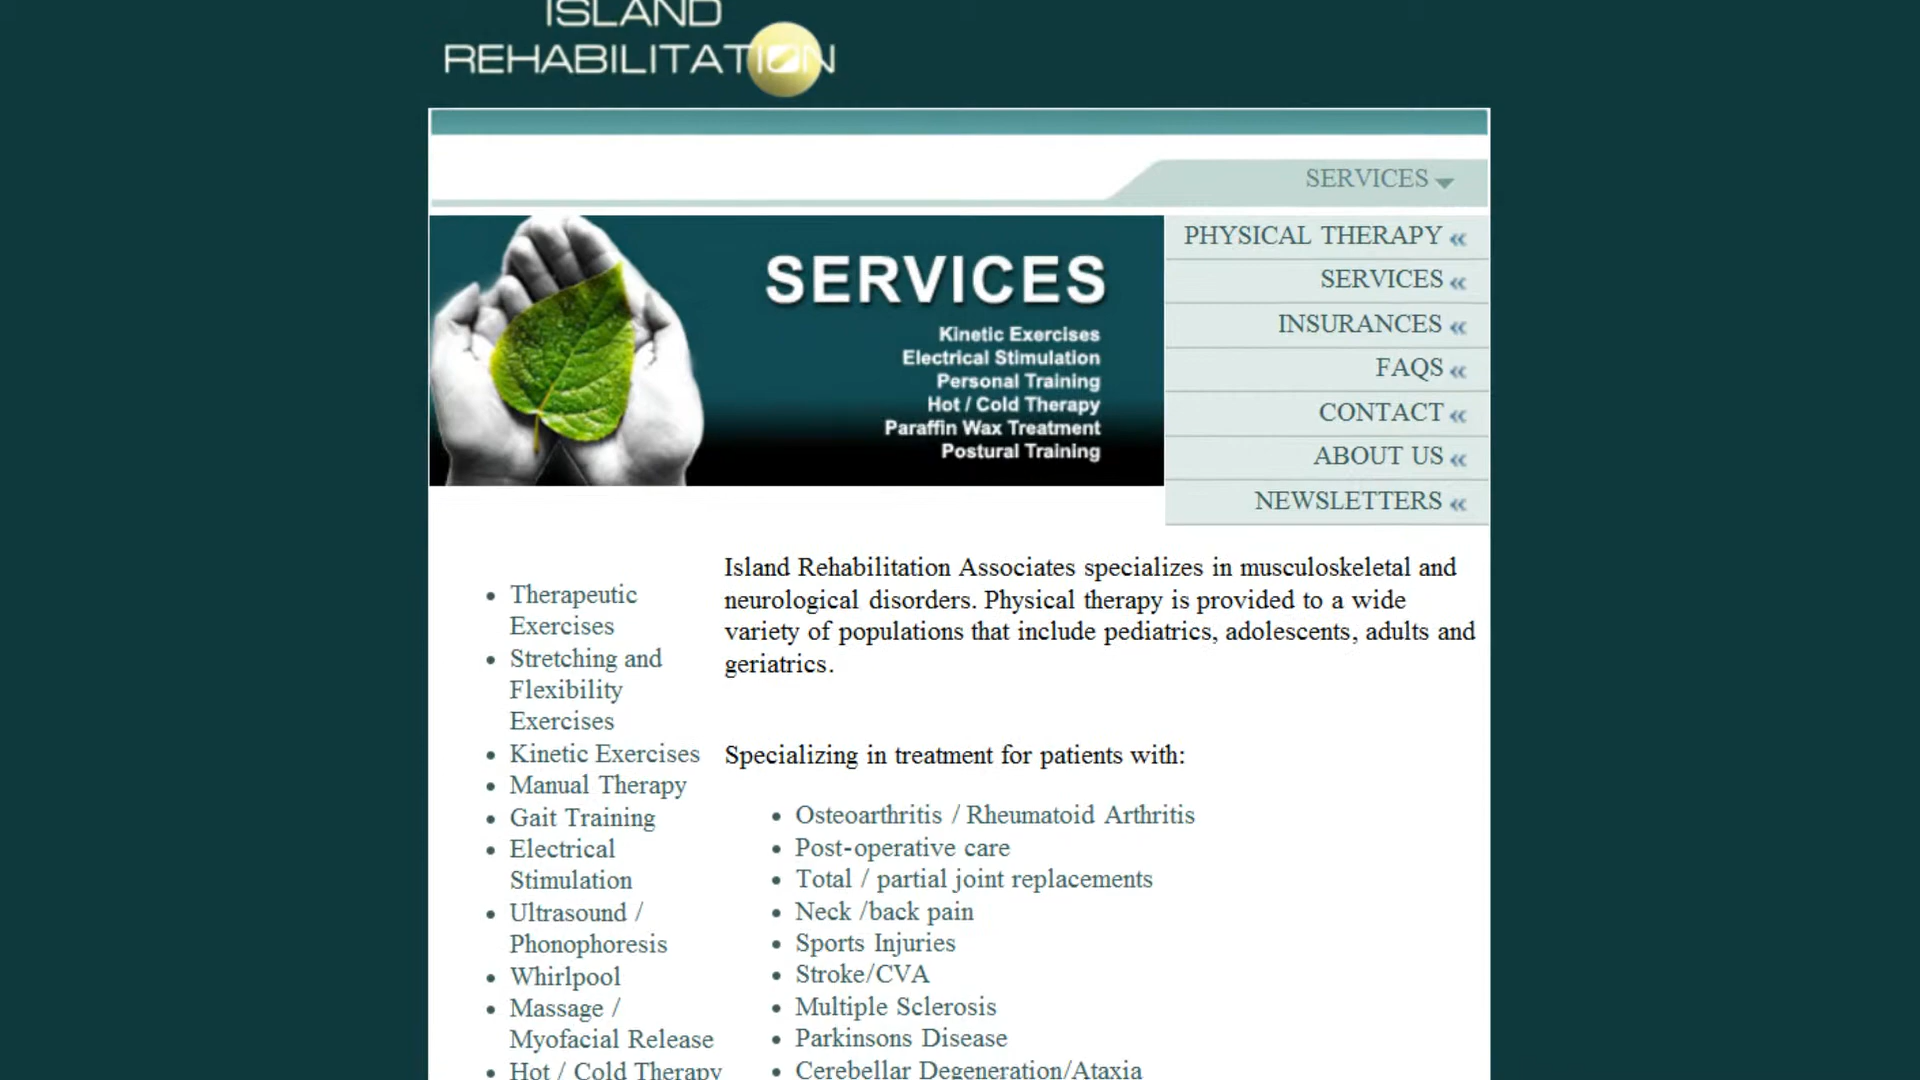 ISLAND
REHABILITATION
SERVICES
PHYSICAL THERAPY «
SERVICES «
INSURANCES «
FAQS «
CONTACT «
ABOUT US «
NEWSLETTERS «
SERVICES
Kinetic Exercises
Electrical Stimulation
Personal Training
Hot / Cold Therapy
Paraffin Wax Treatment
Postural Training
• Therapeutic
Exercises
• Stretching and
Flexibility
Exercises
• Kinetic Exercises
• Manual Therapy
• Gait Training
• Electrical
Stimulation
• Ultrasound /
Phonophoresis
• Whirlpool
• Massage /
Myofacial Release
• Hot / Cold Therapy
Island Rehabilitation Associates specializes in musculoskeletal and
neurological disorders. Physical therapy is provided to a wide
variety of populations that include pediatrics, adolescents, adults and
geriatrics.
Specializing in treatment for patients with:
• Osteoarthritis / Rheumatoid Arthritis
• Post-operative care
• Total / partial joint replacements
• Neck /back pain
• Sports Injuries
• Stroke/CVA
• Multiple Sclerosis
• Parkinsons Disease
• Cerebellar Degeneration/Ataxia